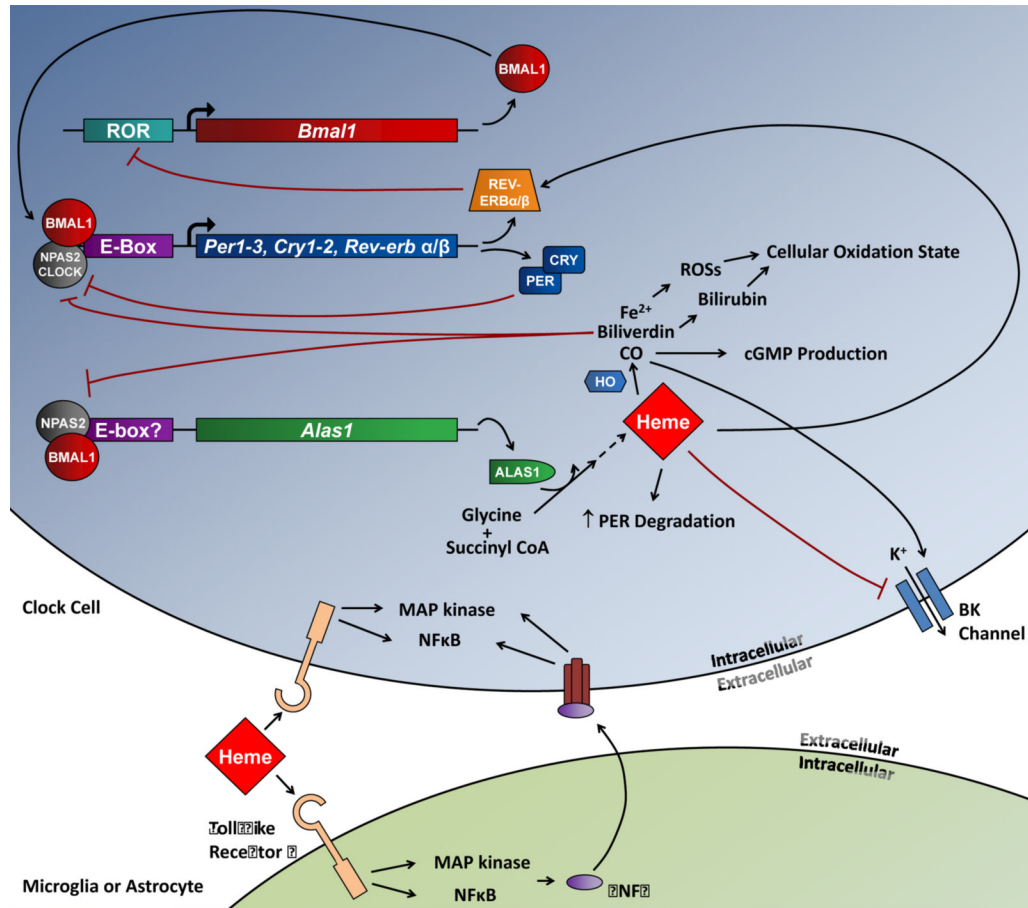 BMAL1
ROR
Bmal1
REV-
ERBα/β
BMAL1
NPAS2
CLOCK
E-Box
Per1-3, Cry1-2, Rev-erb α/β
CRY
PER
Cellular Oxidation State
ROSs
Bilirubin
Fe²⁺
Biliverdin
CO
cGMP Production
HO
Heme
NPAS2
BMAL1
E-box?
Alas1
ALAS1
Glycine
+
Succinyl CoA
↑ PER Degradation
K⁺
BK
Channel
Clock Cell
MAP kinase
NFκB
Intracellular
Extracellular
Heme
Extracellular
Intracellular
Microglia or Astrocyte
MAP kinase
NFκB